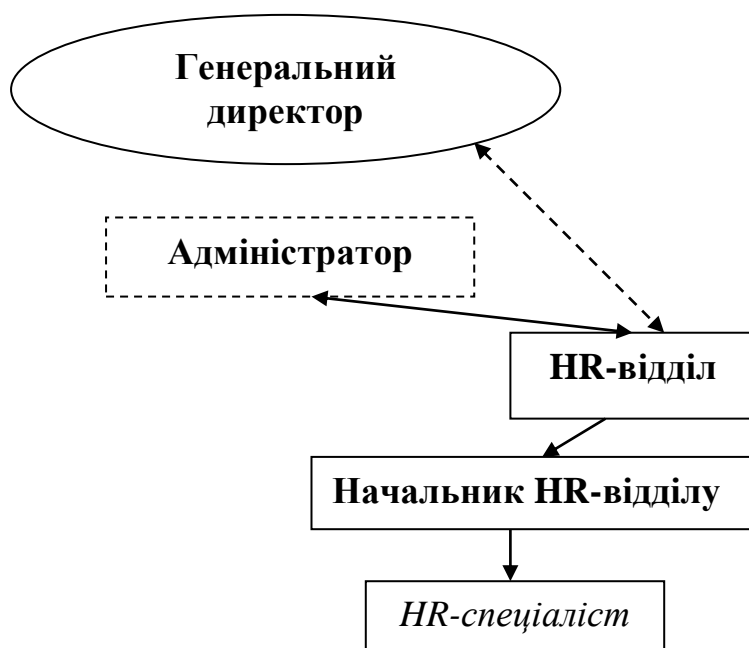 Генеральний
директор
Адміністратор
HR-відділ
Начальник HR-відділу
HR-спеціаліст